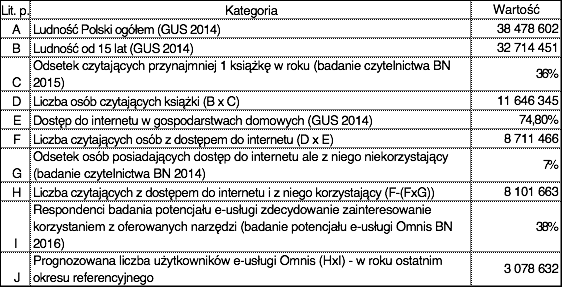 Lit. p. Kategoria Wartość
A Ludność Polski ogółem (GUS 2014) 38 478 602
B Ludność od 15 lat (GUS 2014) 32 714 451
Odsetek czytających przynajmniej 1 książkę w roku (badanie czytelnictwa BN
C 2015) 36%
D Liczba osób czytających książki (B x C) 11 646 345
E Dostęp do internetu w gospodarstwach domowych (GUS 2014) 74,80%
F Liczba czytających osób z dostępem do internetu (D x E) 8 711 466
Odsetek osób posiadających dostęp do internetu ale z niego niekorzystający
G (badanie czytelnictwa BN 2014) 7%
H Liczba czytających z dostępem do internetu i z niego korzystający (F-(FxG)) 8 101 663
Respondenci badania potencjału e-usługi zdecydowanie zainteresowanie
korzystaniem z oferowanych narzędzi (badanie potencjału e-usługi Omnis BN
I 2016) 38%
Prognozowana liczba użytkowników e-usługi Omnis (HxI) - w roku ostatnim
J okresu referencyjnego 3 078 632